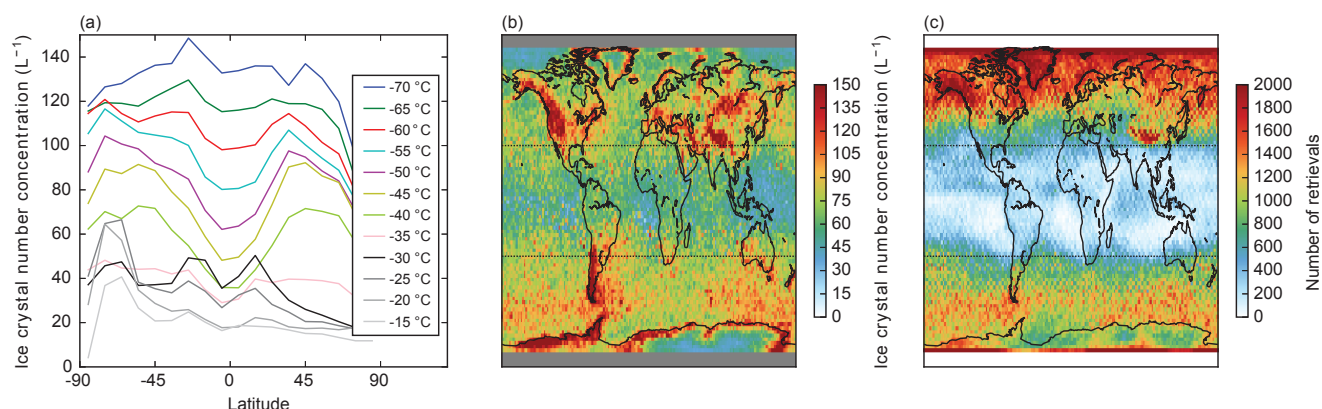 (a)
Ice crystal number concentration (L⁻¹)
140
120
100
80
60
40
20
0
-90
-45
0
45
90
Latitude
-70 °C
-65 °C
-60 °C
-55 °C
-50 °C
-45 °C
-40 °C
-35 °C
-30 °C
-25 °C
-20 °C
-15 °C
(b)
150
135
120
105
90
75
60
45
30
15
0
Ice crystal number concentration (L⁻¹)
(c)
2000
1800
1600
1400
1200
1000
800
600
400
200
0
Number of retrievals